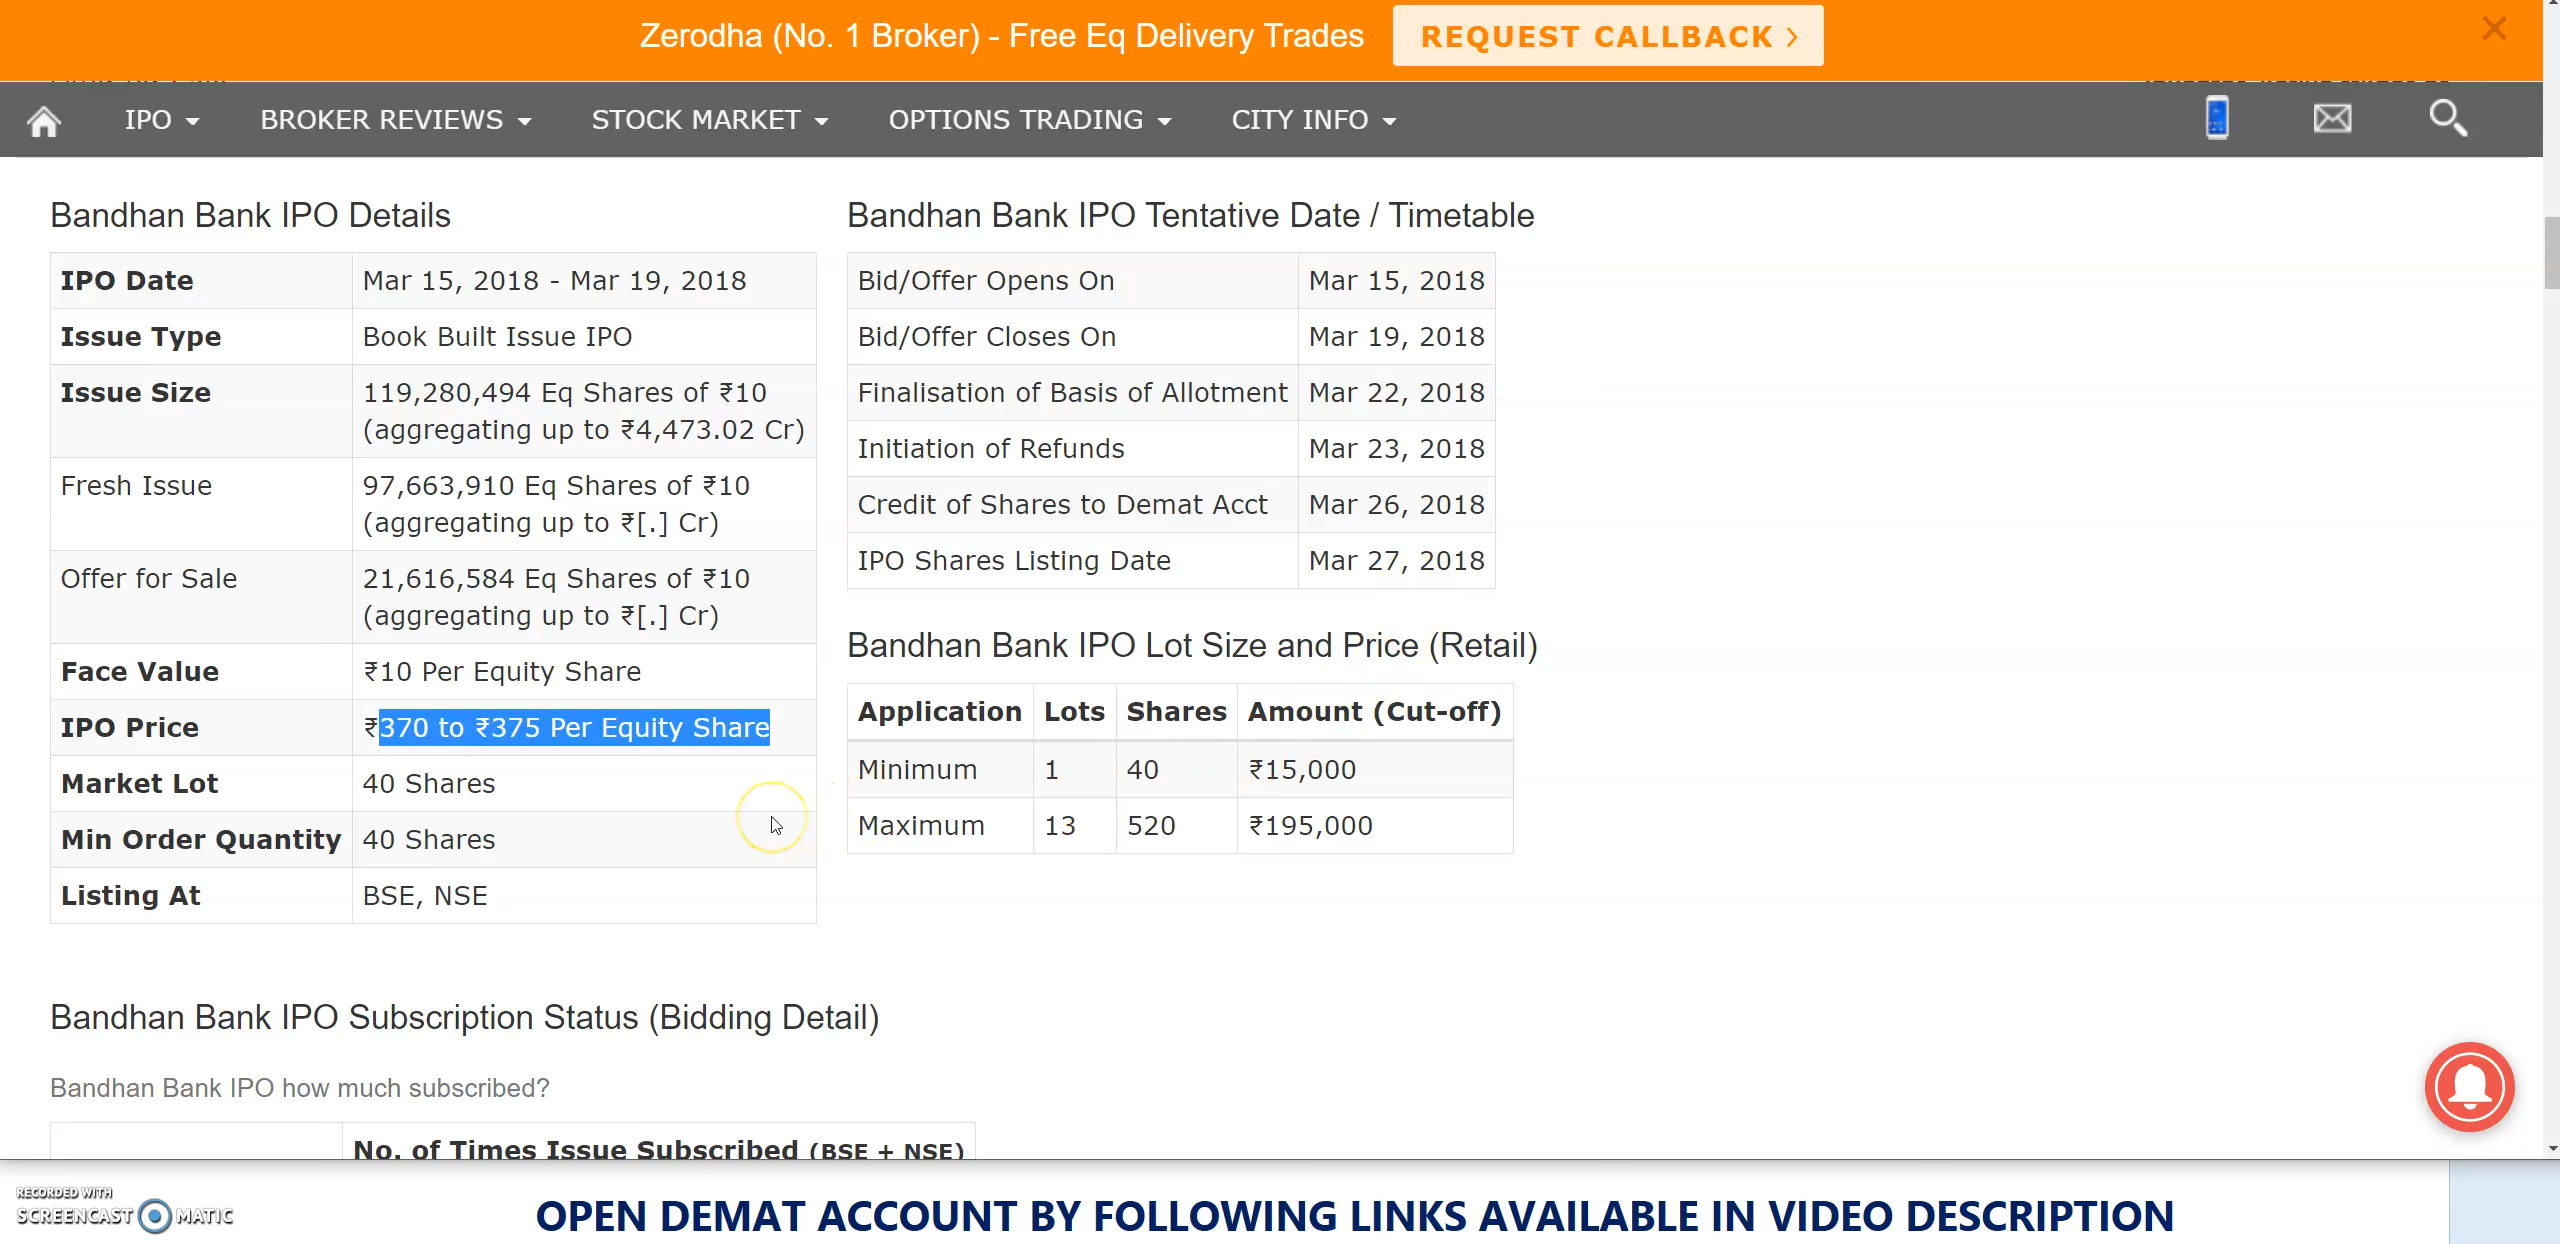 Zerodha (No. 1 Broker) - Free Eq Delivery Trades REQUEST CALLBACK >
IPO BROKER REVIEWS STOCK MARKET OPTIONS TRADING CITY INFO
Bandhan Bank IPO Details
IPO Date Mar 15, 2018 - Mar 19, 2018
Issue Type Book Built Issue IPO
Issue Size 119,280,494 Eq Shares of ₹10
(aggregating up to ₹4,473.02 Cr)
Fresh Issue 97,663,910 Eq Shares of ₹10
(aggregating up to ₹[.] Cr)
Offer for Sale 21,616,584 Eq Shares of ₹10
(aggregating up to ₹[.] Cr)
Face Value ₹10 Per Equity Share
IPO Price ₹370 to ₹375 Per Equity Share
Market Lot 40 Shares
Min Order Quantity 40 Shares
Listing At BSE, NSE
Bandhan Bank IPO Tentative Date / Timetable
Bid/Offer Opens On Mar 15, 2018
Bid/Offer Closes On Mar 19, 2018
Finalisation of Basis of Allotment Mar 22, 2018
Initiation of Refunds Mar 23, 2018
Credit of Shares to Demat Acct Mar 26, 2018
IPO Shares Listing Date Mar 27, 2018
Bandhan Bank IPO Lot Size and Price (Retail)
Application Lots Shares Amount (Cut-off)
Minimum 1 40 ₹15,000
Maximum 13 520 ₹195,000
Bandhan Bank IPO Subscription Status (Bidding Detail)
Bandhan Bank IPO how much subscribed?
No. of Times Issue Subscribed (BSE + NSE)
RECORDED WITH
SCREENCAST MATIC
OPEN DEMAT ACCOUNT BY FOLLOWING LINKS AVAILABLE IN VIDEO DESCRIPTION